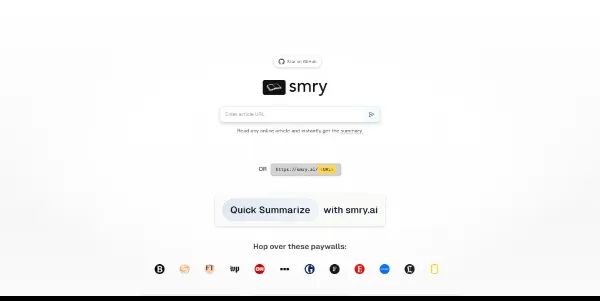 Star on GitHub
smry
Enter article URL
Read any online article and instantly get the summary
OR https://smry.ai/<URL>
Quick Summarize with smry.ai
Hop over these paywalls:
B FT wp CNN G F E